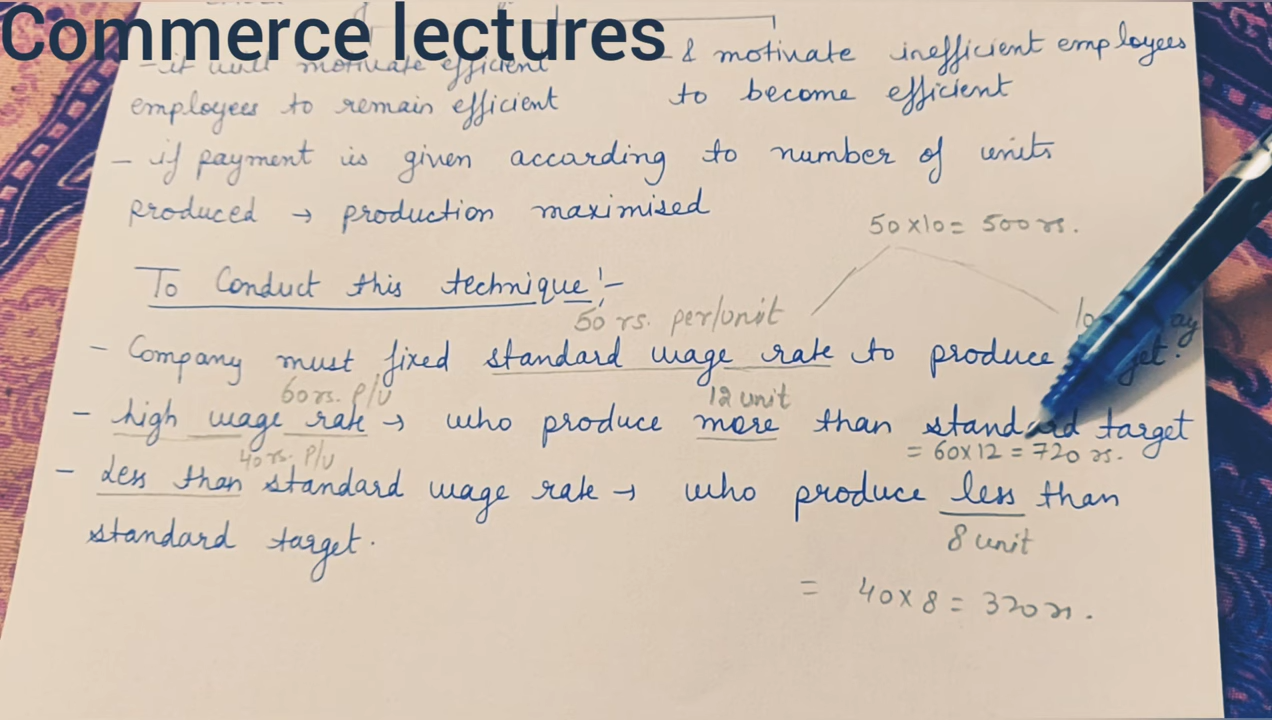 Commerce lectures
- it will motivate efficient - & motivate inefficient employees
employees to remain efficient to become efficient
- if payment is given according to number of units
produced → production maximised
50 x 10 = 500 rs.
To Conduct this technique :-
50 rs. per/unit
- Company must fixed standard wage rate to produce
60 rs. P/U 12 unit
- high wage rate → who produce more than standard target
= 60 x 12 = 720 rs.
40 rs. P/U
- Less than standard wage rate → who produce less than
standard target.
8 unit
= 40 x 8 = 320 rs.